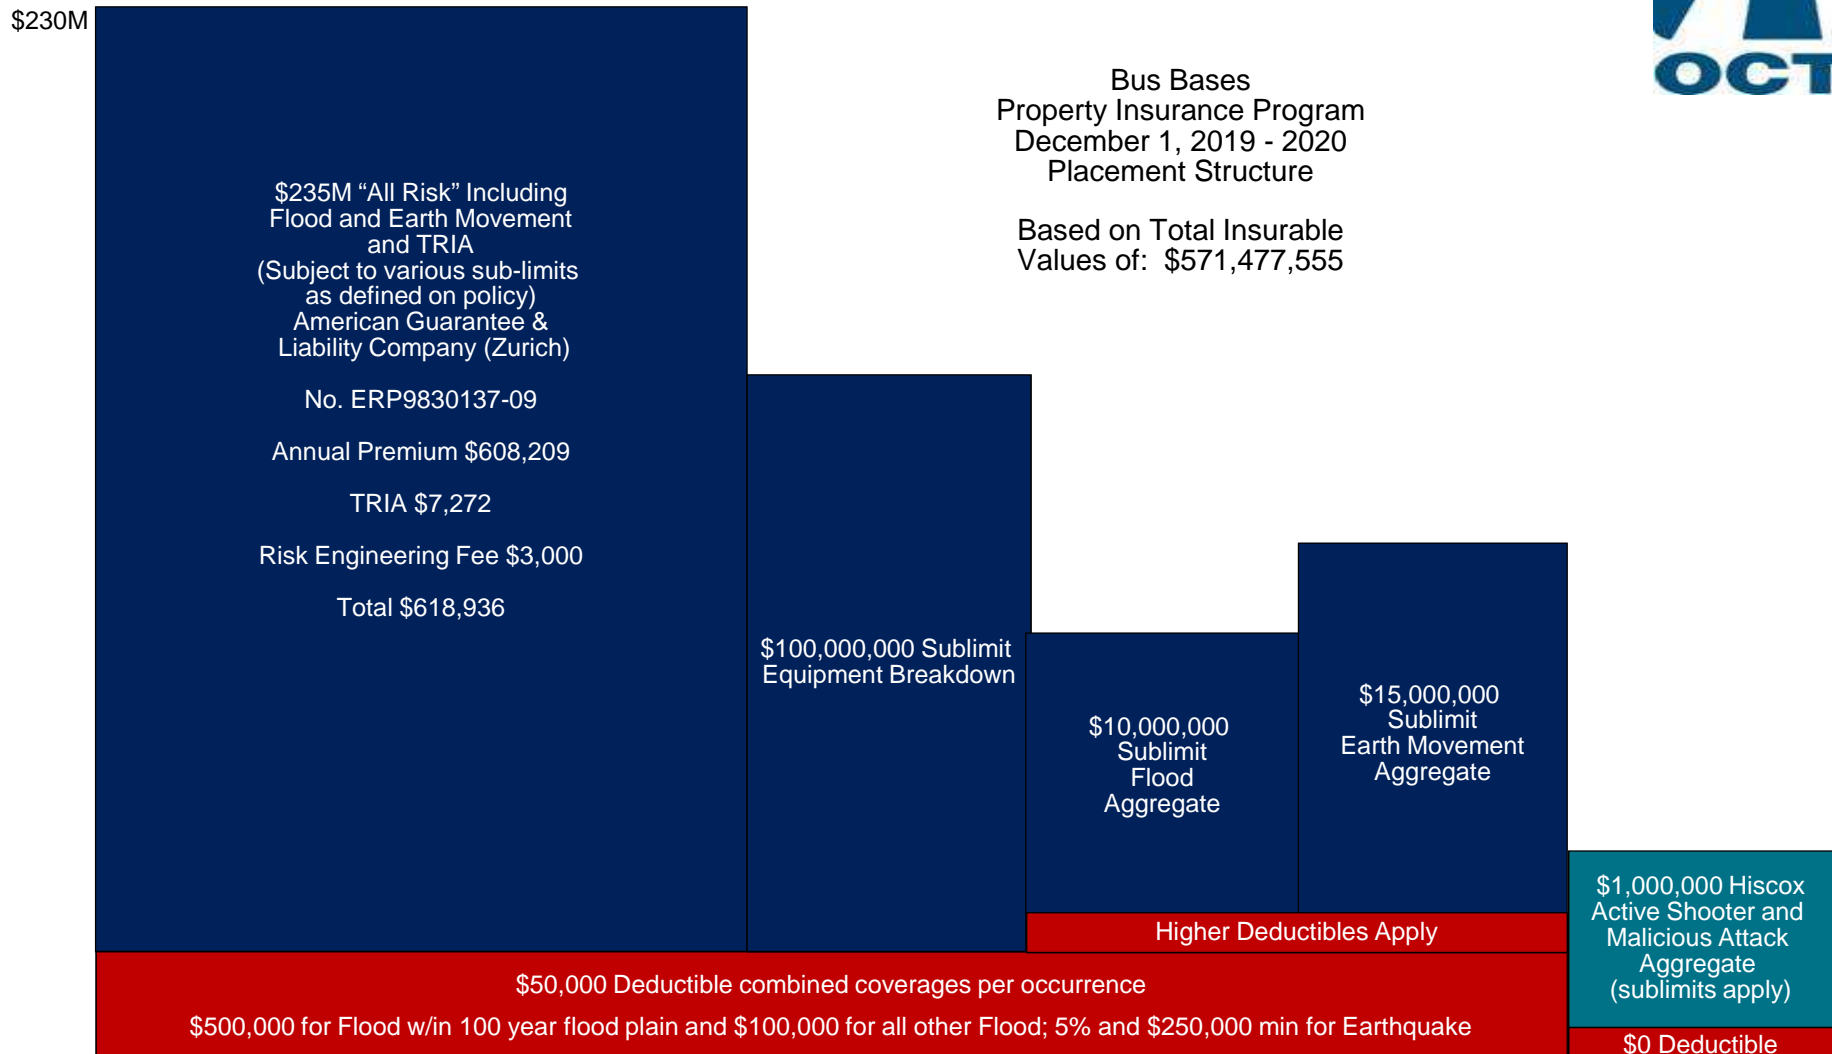 $230M
OCT
Bus Bases
Property Insurance Program
December 1, 2019 - 2020
Placement Structure
Based on Total Insurable
Values of:  $571,477,555
$235M “All Risk” Including
Flood and Earth Movement
and TRIA
(Subject to various sub-limits
as defined on policy)
American Guarantee &
Liability Company (Zurich)
No. ERP9830137-09
Annual Premium $608,209
TRIA $7,272
Risk Engineering Fee $3,000
Total $618,936
$100,000,000 Sublimit
Equipment Breakdown
$10,000,000
Sublimit
Flood
Aggregate
$15,000,000
Sublimit
Earth Movement
Aggregate
Higher Deductibles Apply
$1,000,000 Hiscox
Active Shooter and
Malicious Attack
Aggregate
(sublimits apply)
$50,000 Deductible combined coverages per occurrence
$500,000 for Flood w/in 100 year flood plain and $100,000 for all other Flood; 5% and $250,000 min for Earthquake
$0 Deductible